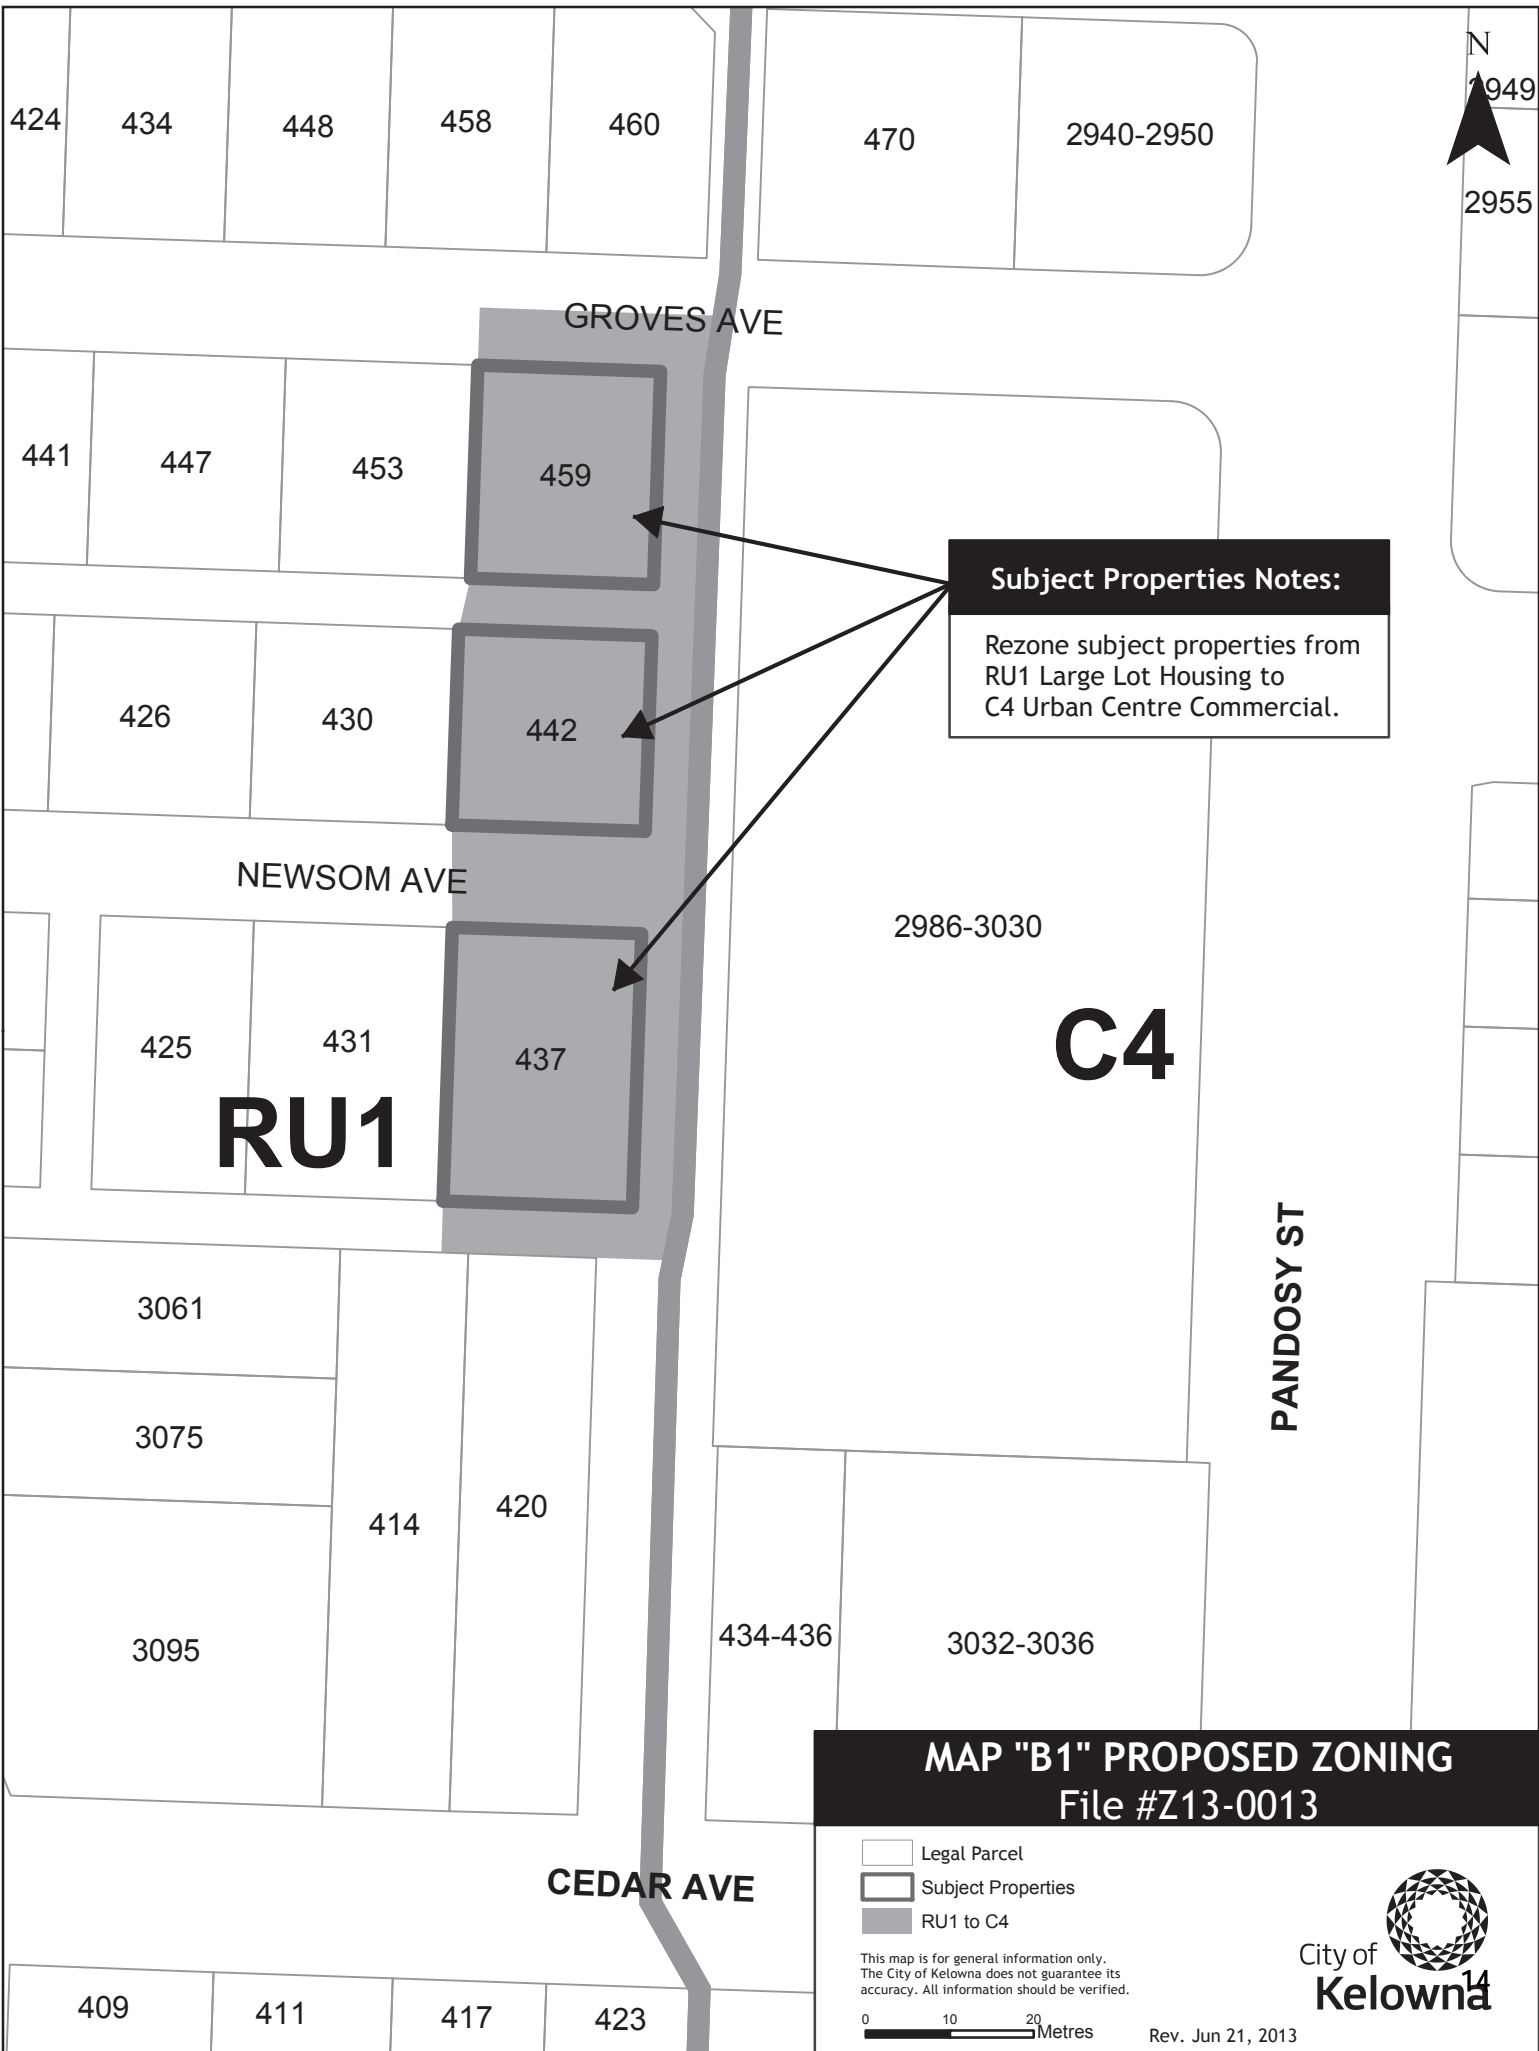 N
2949
424
434
448
458
460
470
2940-2950
2955
GROVES AVE
441
447
453
459
Subject Properties Notes:
Rezone subject properties from
RU1 Large Lot Housing to
C4 Urban Centre Commercial.
426
430
442
NEWSOM AVE
2986-3030
C4
425
431
437
RU1
PANDOSY ST
3061
3075
414
420
3095
434-436
3032-3036
MAP "B1" PROPOSED ZONING
File #Z13-0013
Legal Parcel
Subject Properties
RU1 to C4
CEDAR AVE
This map is for general information only.
The City of Kelowna does not guarantee its
accuracy. All information should be verified.
City of
Kelowna
14
0 10 20
Metres
Rev. Jun 21, 2013
409
411
417
423